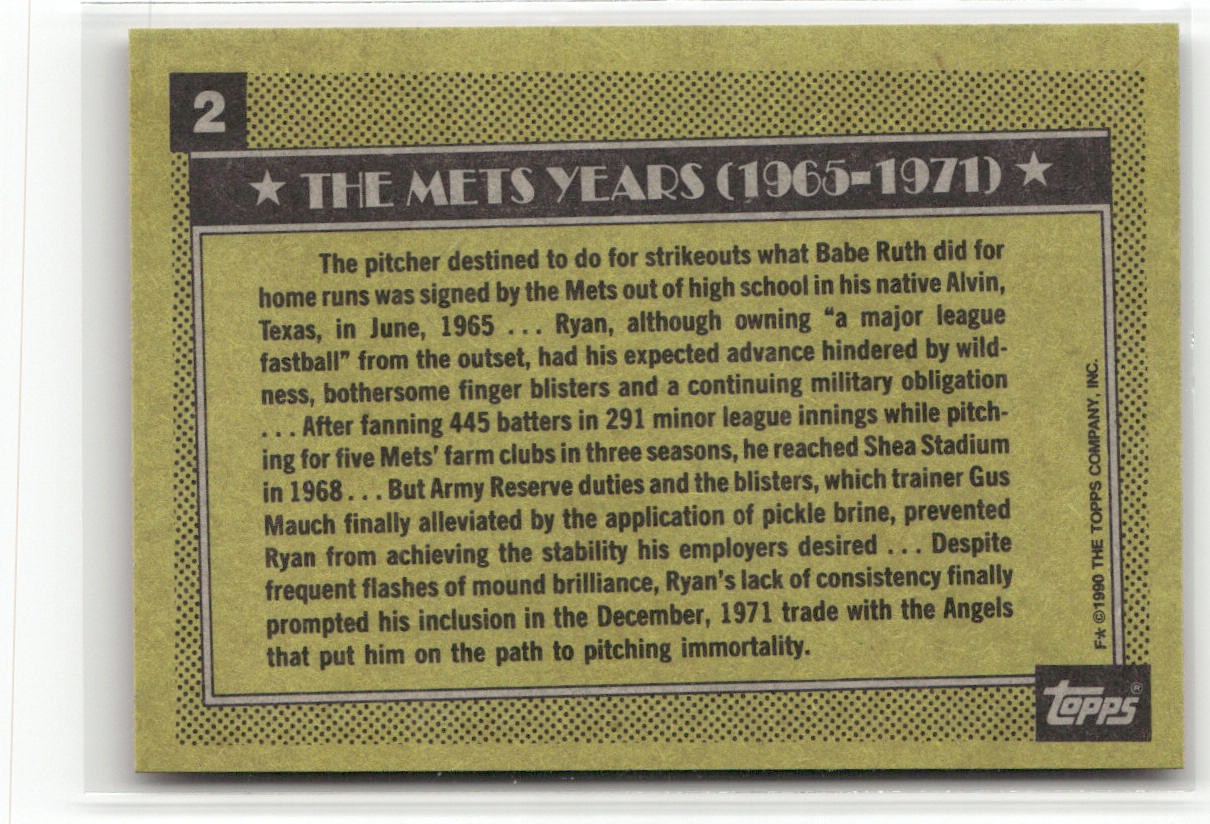 2
★ THE METS YEARS (1965-1971) ★
The pitcher destined to do for strikeouts what Babe Ruth did for
home runs was signed by the Mets out of high school in his native Alvin,
Texas, in June, 1965 ... Ryan, although owning "a major league
fastball" from the outset, had his expected advance hindered by wild-
ness, bothersome finger blisters and a continuing military obligation
... After fanning 445 batters in 291 minor league innings while pitch-
ing for five Mets' farm clubs in three seasons, he reached Shea Stadium
in 1968 ... But Army Reserve duties and the blisters, which trainer Gus
Mauch finally alleviated by the application of pickle brine, prevented
Ryan from achieving the stability his employers desired ... Despite
frequent flashes of mound brilliance, Ryan's lack of consistency finally
prompted his inclusion in the December, 1971 trade with the Angels
that put him on the path to pitching immortality.
F★ ©1990 THE TOPPS COMPANY, INC.
topps®